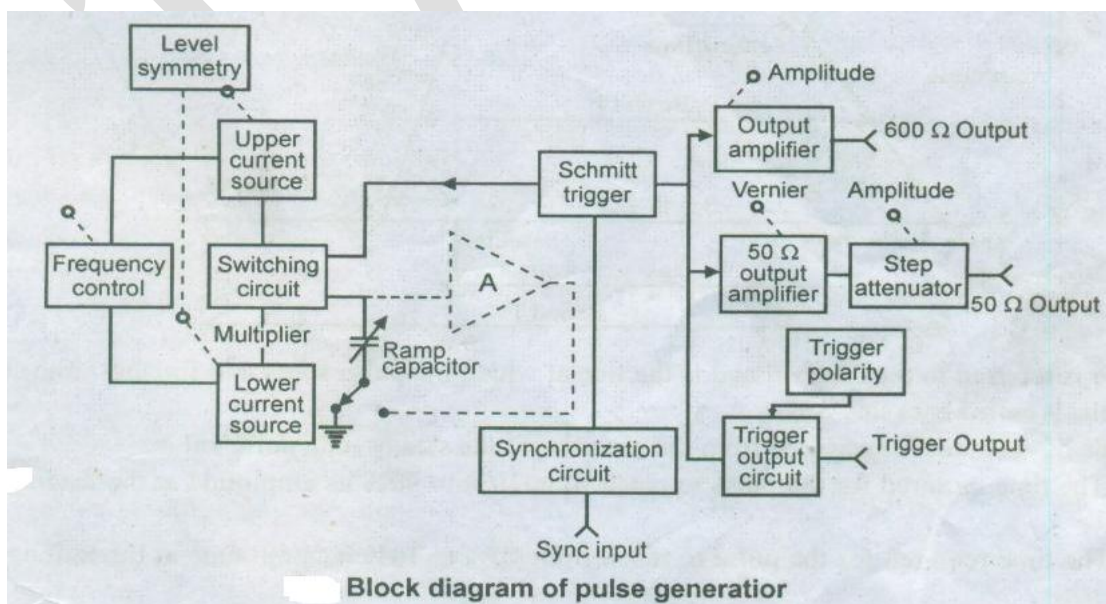 Level
symmetry
Upper
current
source
Frequency
control
Switching
circuit
Multiplier
Lower
current
source
Ramp
capacitor
A
Schmitt
trigger
Synchronization
circuit
Sync input
Amplitude
Output
amplifier
600 Ω Output
Vernier
50 Ω
output
amplifier
Amplitude
Step
attenuator
50 Ω Output
Trigger
polarity
Trigger
output
circuit
Trigger Output
Block diagram of pulse generatior